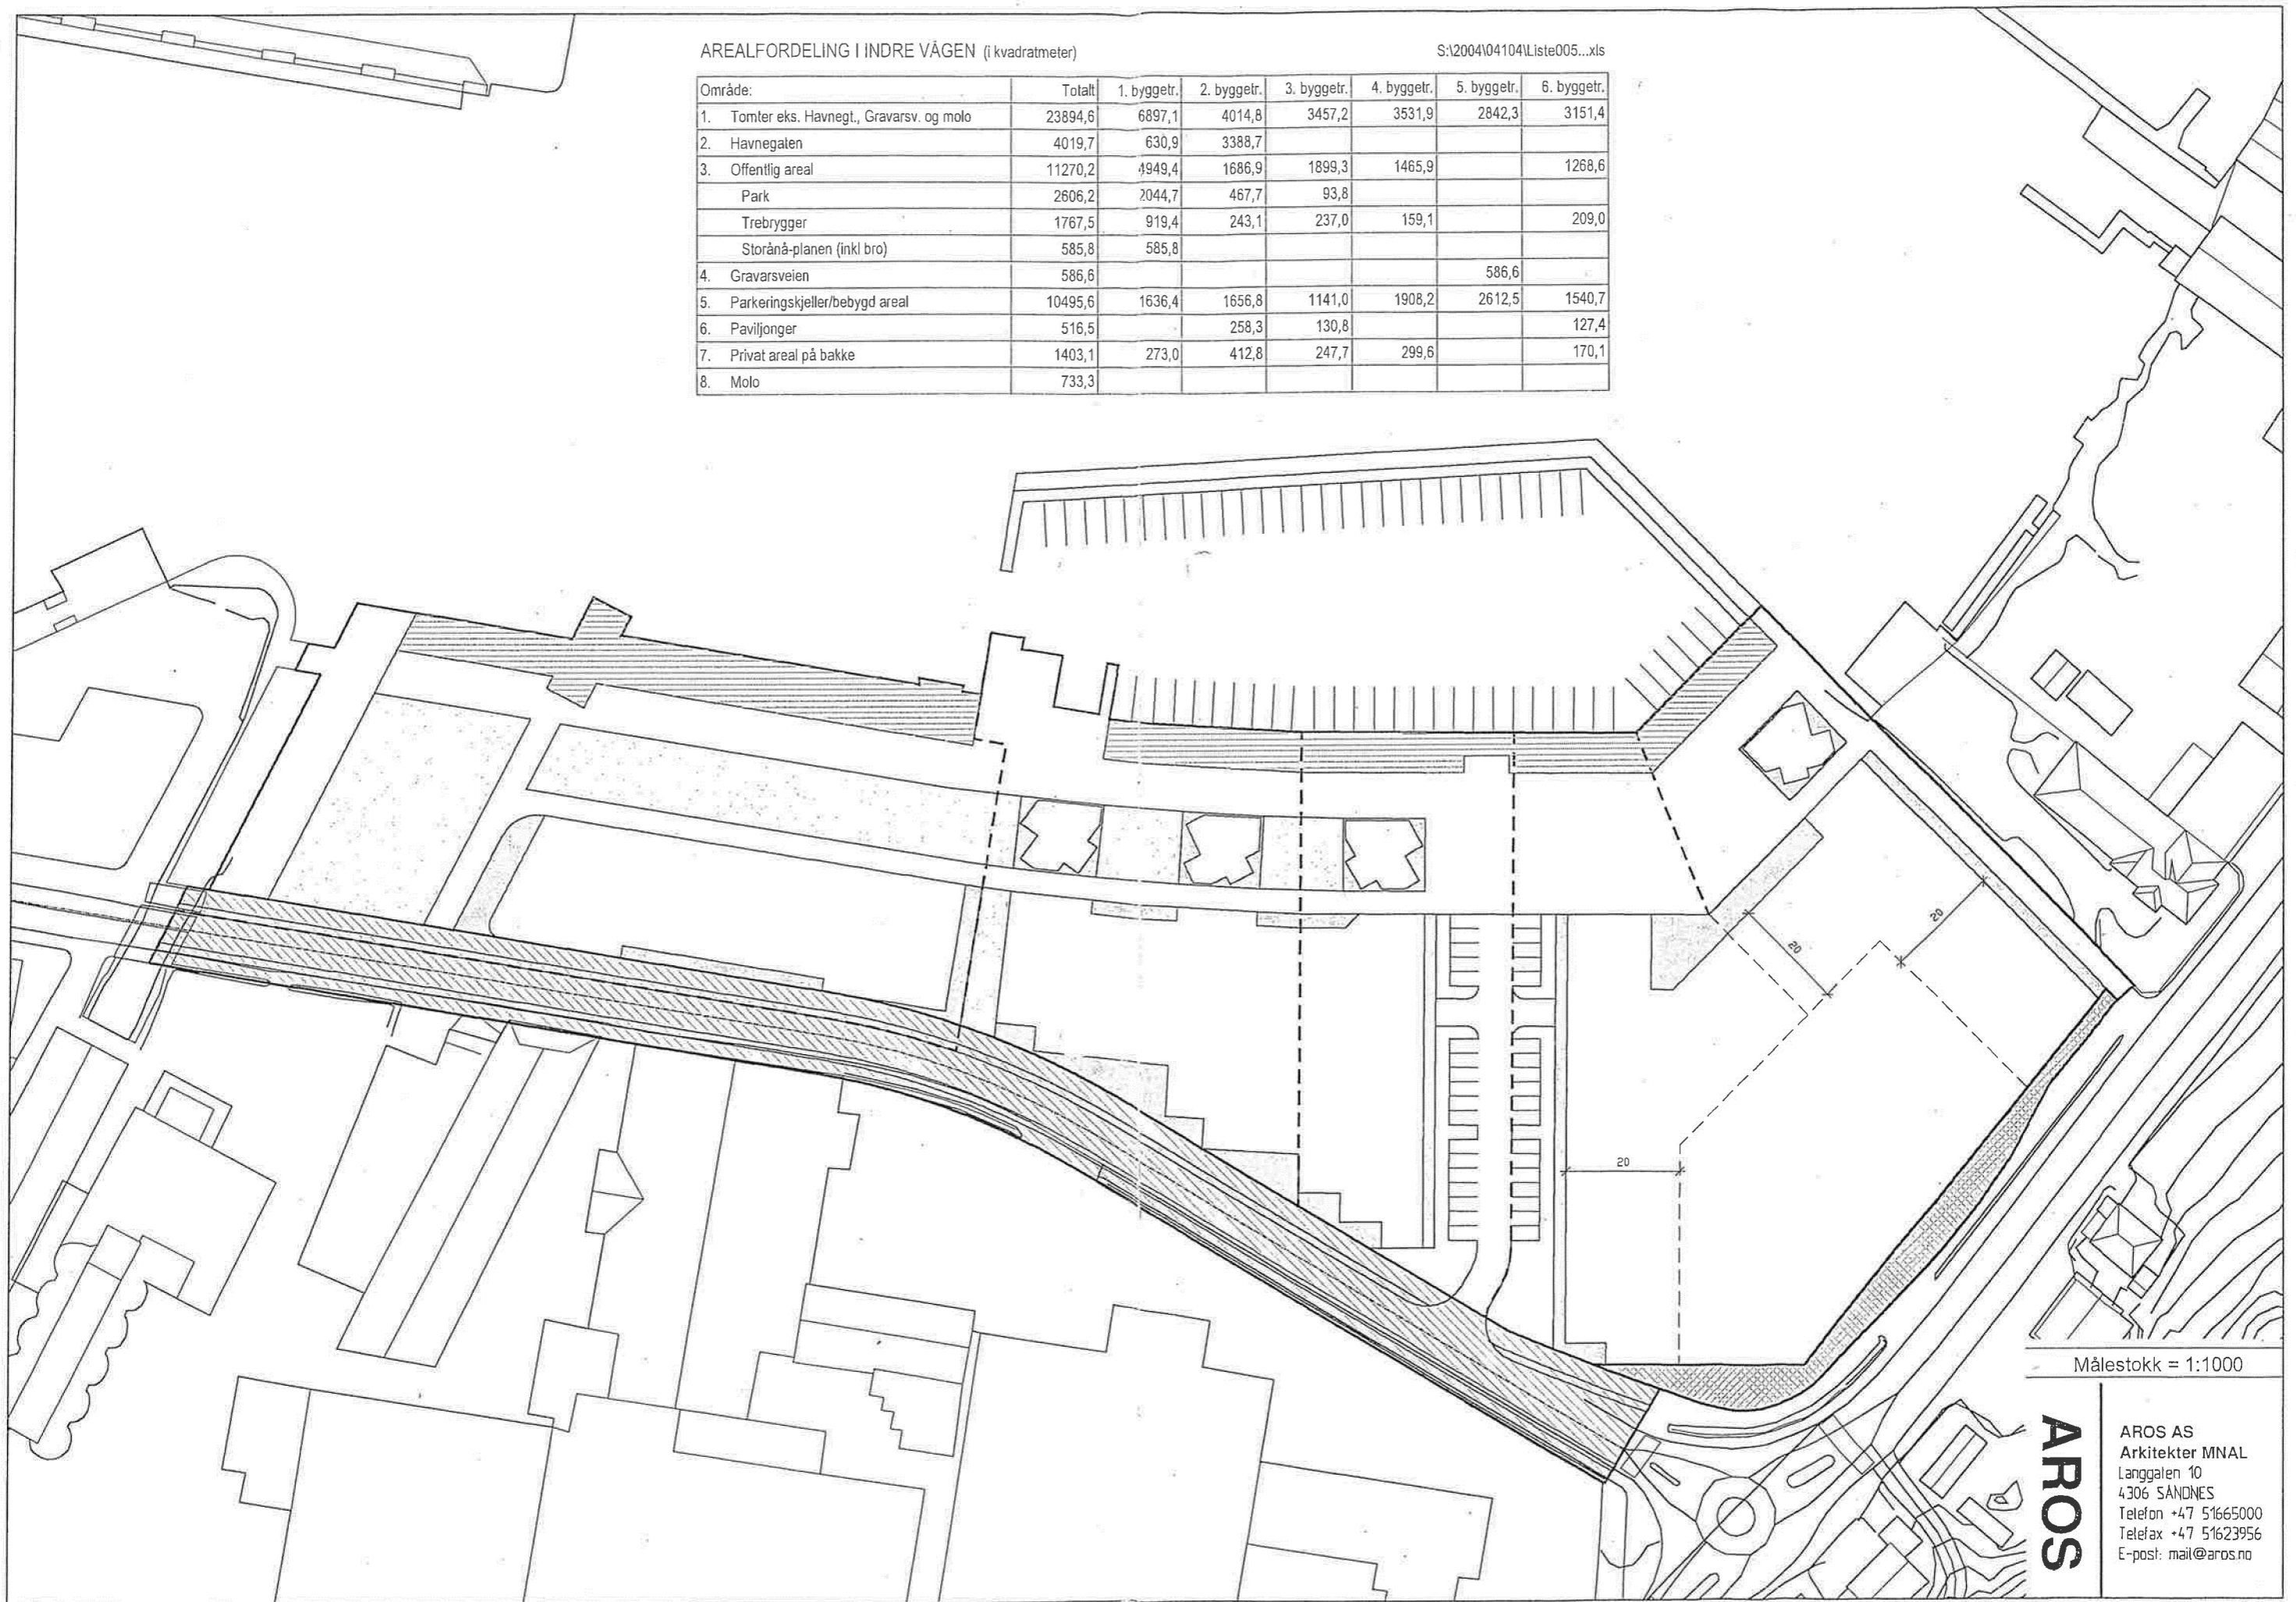 AREALFORDELING I INDRE VÅGEN (i kvadratmeter) S:\2004\04104\Liste005...xls
Område: Totalt 1. byggetr. 2. byggetr. 3. byggetr. 4. byggetr. 5. byggetr. 6. byggetr.
1. Tomter eks. Havnegt., Gravarsv. og molo 23894,6 6897,1 4014,8 3457,2 3531,9 2842,3 3151,4
2. Havnegaten 4019,7 630,9 3388,7
3. Offentlig areal 11270,2 4949,4 1686,9 1899,3 1465,9 1268,6
Park 2606,2 2044,7 467,7 93,8
Trebrygger 1767,5 919,4 243,1 237,0 159,1 209,0
Storånå-planen (inkl bro) 585,8 585,8
4. Gravarsveien 586,6 586,6
5. Parkeringskjeller/bebygd areal 10495,6 1636,4 1656,8 1141,0 1908,2 2612,5 1540,7
6. Paviljonger 516,5 258,3 130,8 127,4
7. Privat areal på bakke 1403,1 273,0 412,8 247,7 299,6 170,1
8. Molo 733,3
20
20
20
Målestokk = 1:1000
AROS
AROS AS
Arkitekter MNAL
Langgaten 10
4306 SANDNES
Telefon +47 51665000
Telefax +47 51623956
E-post: mail@aros.no